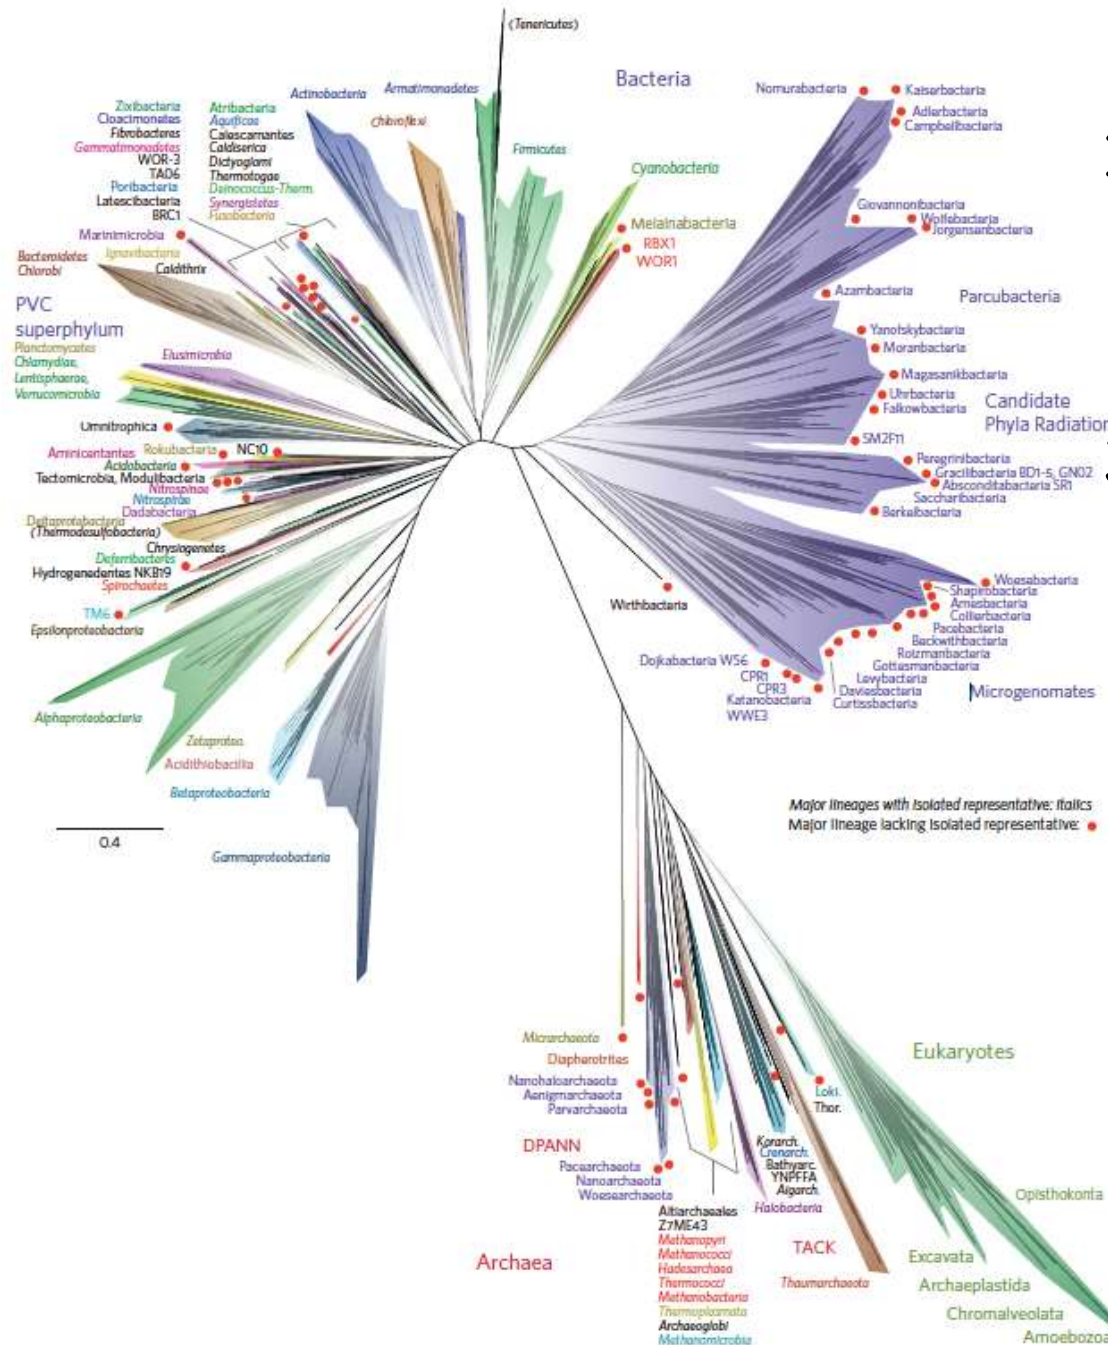 (Tenericutes)
Bacteria
Actinobacteria
Armatimonadetes
Chloroflexi
Firmicutes
Cyanobacteria
Melainabacteria
RBX1
WOR1
Zixibacteria
Cloacimonetes
Fibrobacteres
Gemmatimonadetes
WOR-3
TA06
Poribacteria
Latescibacteria
BRC1
Atribacteria
Aquificae
Calescamantes
Caldiserica
Dictyoglomi
Thermotogae
Deinococcus-Therm.
Synergistetes
Fusobacteria
Marinimicrobia
Bacteroidetes
Chlorobi
Ignavibacteria
Caldithrix
PVC
superphylum
Planctomycetes
Chlamydiae,
Lentisphaerae,
Verrucomicrobia
Elusimicrobia
Omnitrophica
Aminicentantes
Rokubacteria
NC10
Acidobacteria
Tectomicrobia, Modulibacteria
Nitrospinae
Nitrospirae
Dadabacteria
Deltaprotebacteria
(Thermodesulfobacteria)
Chrysiogenetes
Deferribacteres
Hydrogenedentes NKB19
Spirochaetes
TM6
Epsilonproteobacteria
Alphaproteobacteria
Zetaproteo.
Acidithiobacillia
Betaproteobacteria
0.4
Gammaproteobacteria
Nomurabacteria
Kaiserbacteria
Adlerbacteria
Campbellbacteria
Giovannonibacteria
Wolfebacteria
Jorgensenbacteria
Azambacteria
Parcubacteria
Yanofskybacteria
Moranbacteria
Magasanikbacteria
Uhrbacteria
Falkowbacteria
Candidate
Phyla Radiation
SM2F11
Peregrinibacteria
Gracilibacteria BD1-5, GN02
Absconditabacteria SR1
Saccharibacteria
Berkelbacteria
Woesebacteria
Shapirobacteria
Amesbacteria
Collierbacteria
Pacebacteria
Beckwithbacteria
Roizmanbacteria
Gottesmanbacteria
Levybacteria
Daviesbacteria
Curtissbacteria
Microgenomates
Wirthbacteria
Dojkabacteria WS6
CPR1
CPR3
Katanobacteria
WWE3
Major lineages with isolated representative: italics
Major lineage lacking isolated representative:
Micrarchaeota
Diapherotrites
Nanohaloarchaeota
Aenigmarchaeota
Parvarchaeota
DPANN
Pacearchaeota
Nanoarchaeota
Woesearchaeota
Archaea
Altiarchaeales
Z7ME43
Methanopyri
Methanococci
Hadesarchaea
Thermococci
Methanobacteria
Thermoplasmata
Archaeoglobi
Methanomicrobia
Halobacteria
Korarch.
Crenarch.
Bathyarc.
YNPFFA
Aigarch.
TACK
Thaumarchaeota
Loki.
Thor.
Eukaryotes
Opisthokonta
Excavata
Archaeplastida
Chromalveolata
Amoebozoa